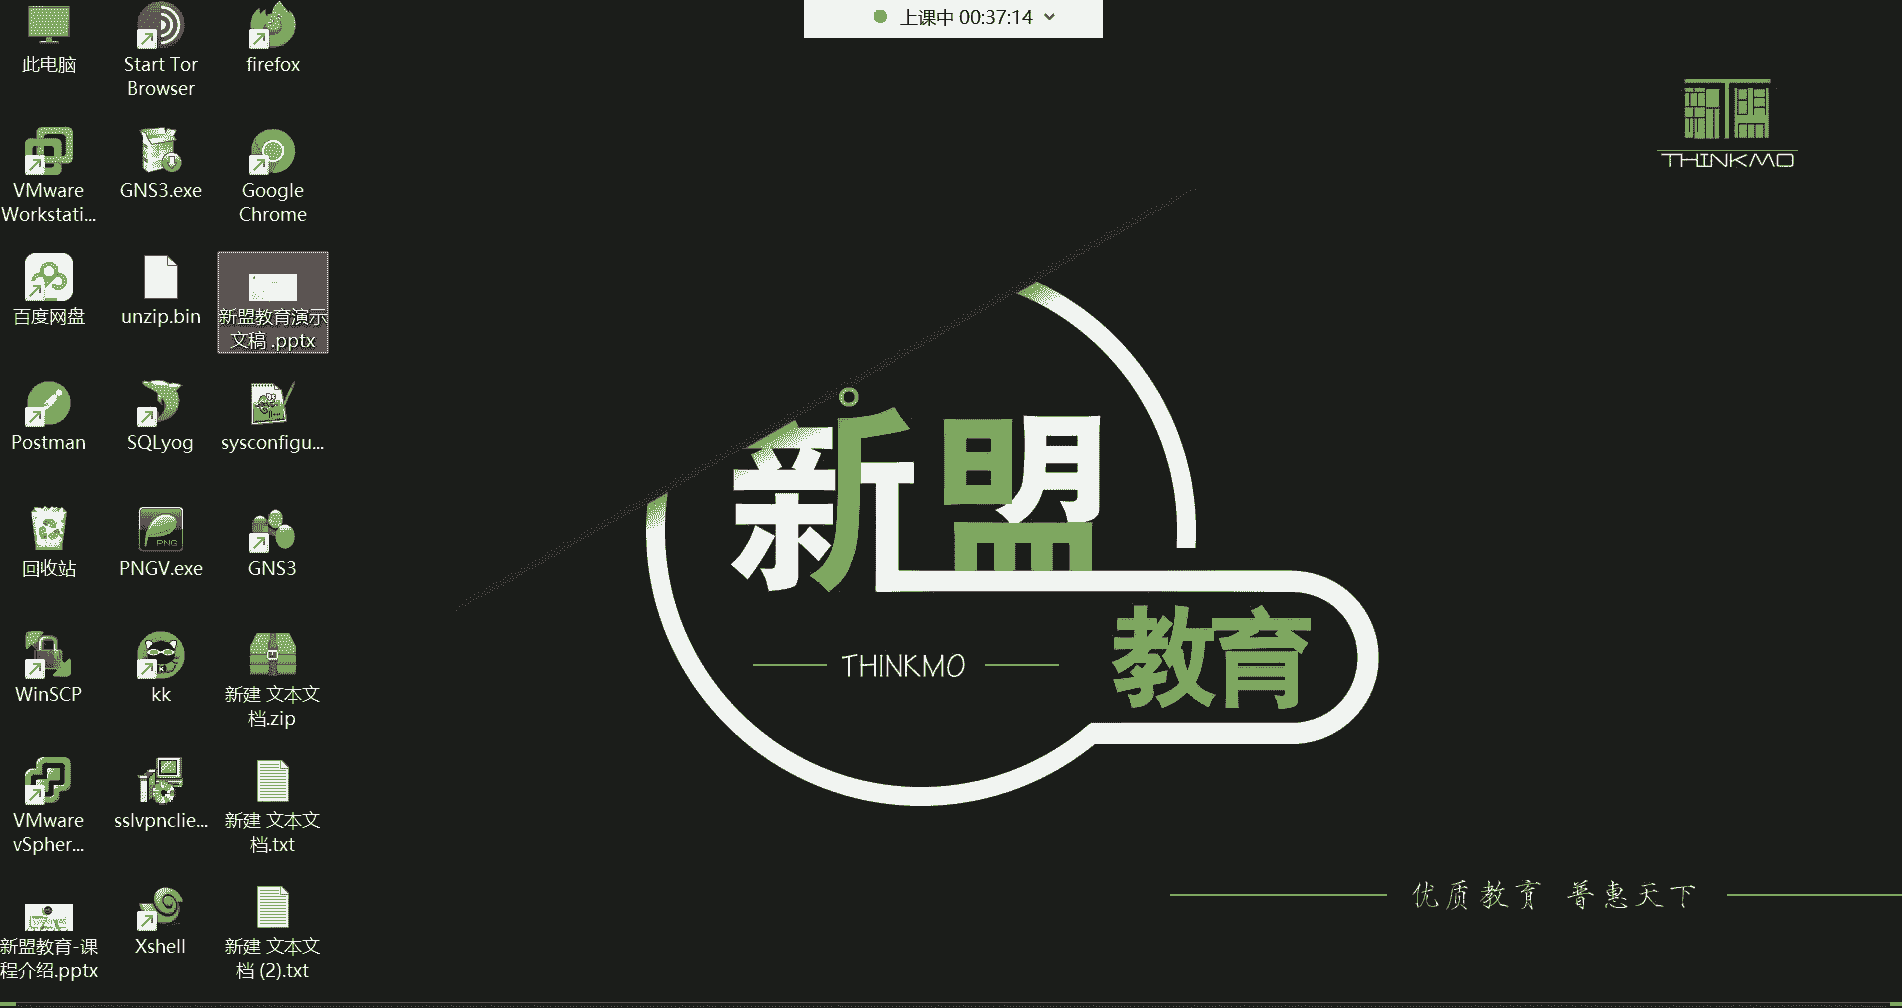 上课中 00:37:14
此电脑
Start Tor
Browser
firefox
THINKMO
VMware
Workstati...
GNS3.exe
Google
Chrome
百度网盘
unzip.bin
新盟教育演示
文稿 .pptx
Postman
SQLyog
sysconfigu...
新盟
教育
THINKMO
回收站
PNGV.exe
PNG
GNS3
WinSCP
kk
新建 文本文
档.zip
VMware
vSpher...
sslvpnclie...
新建 文本文
档.txt
新盟教育-课
程介绍.pptx
Xshell
新建 文本文
档 (2).txt
优质教育 普惠天下